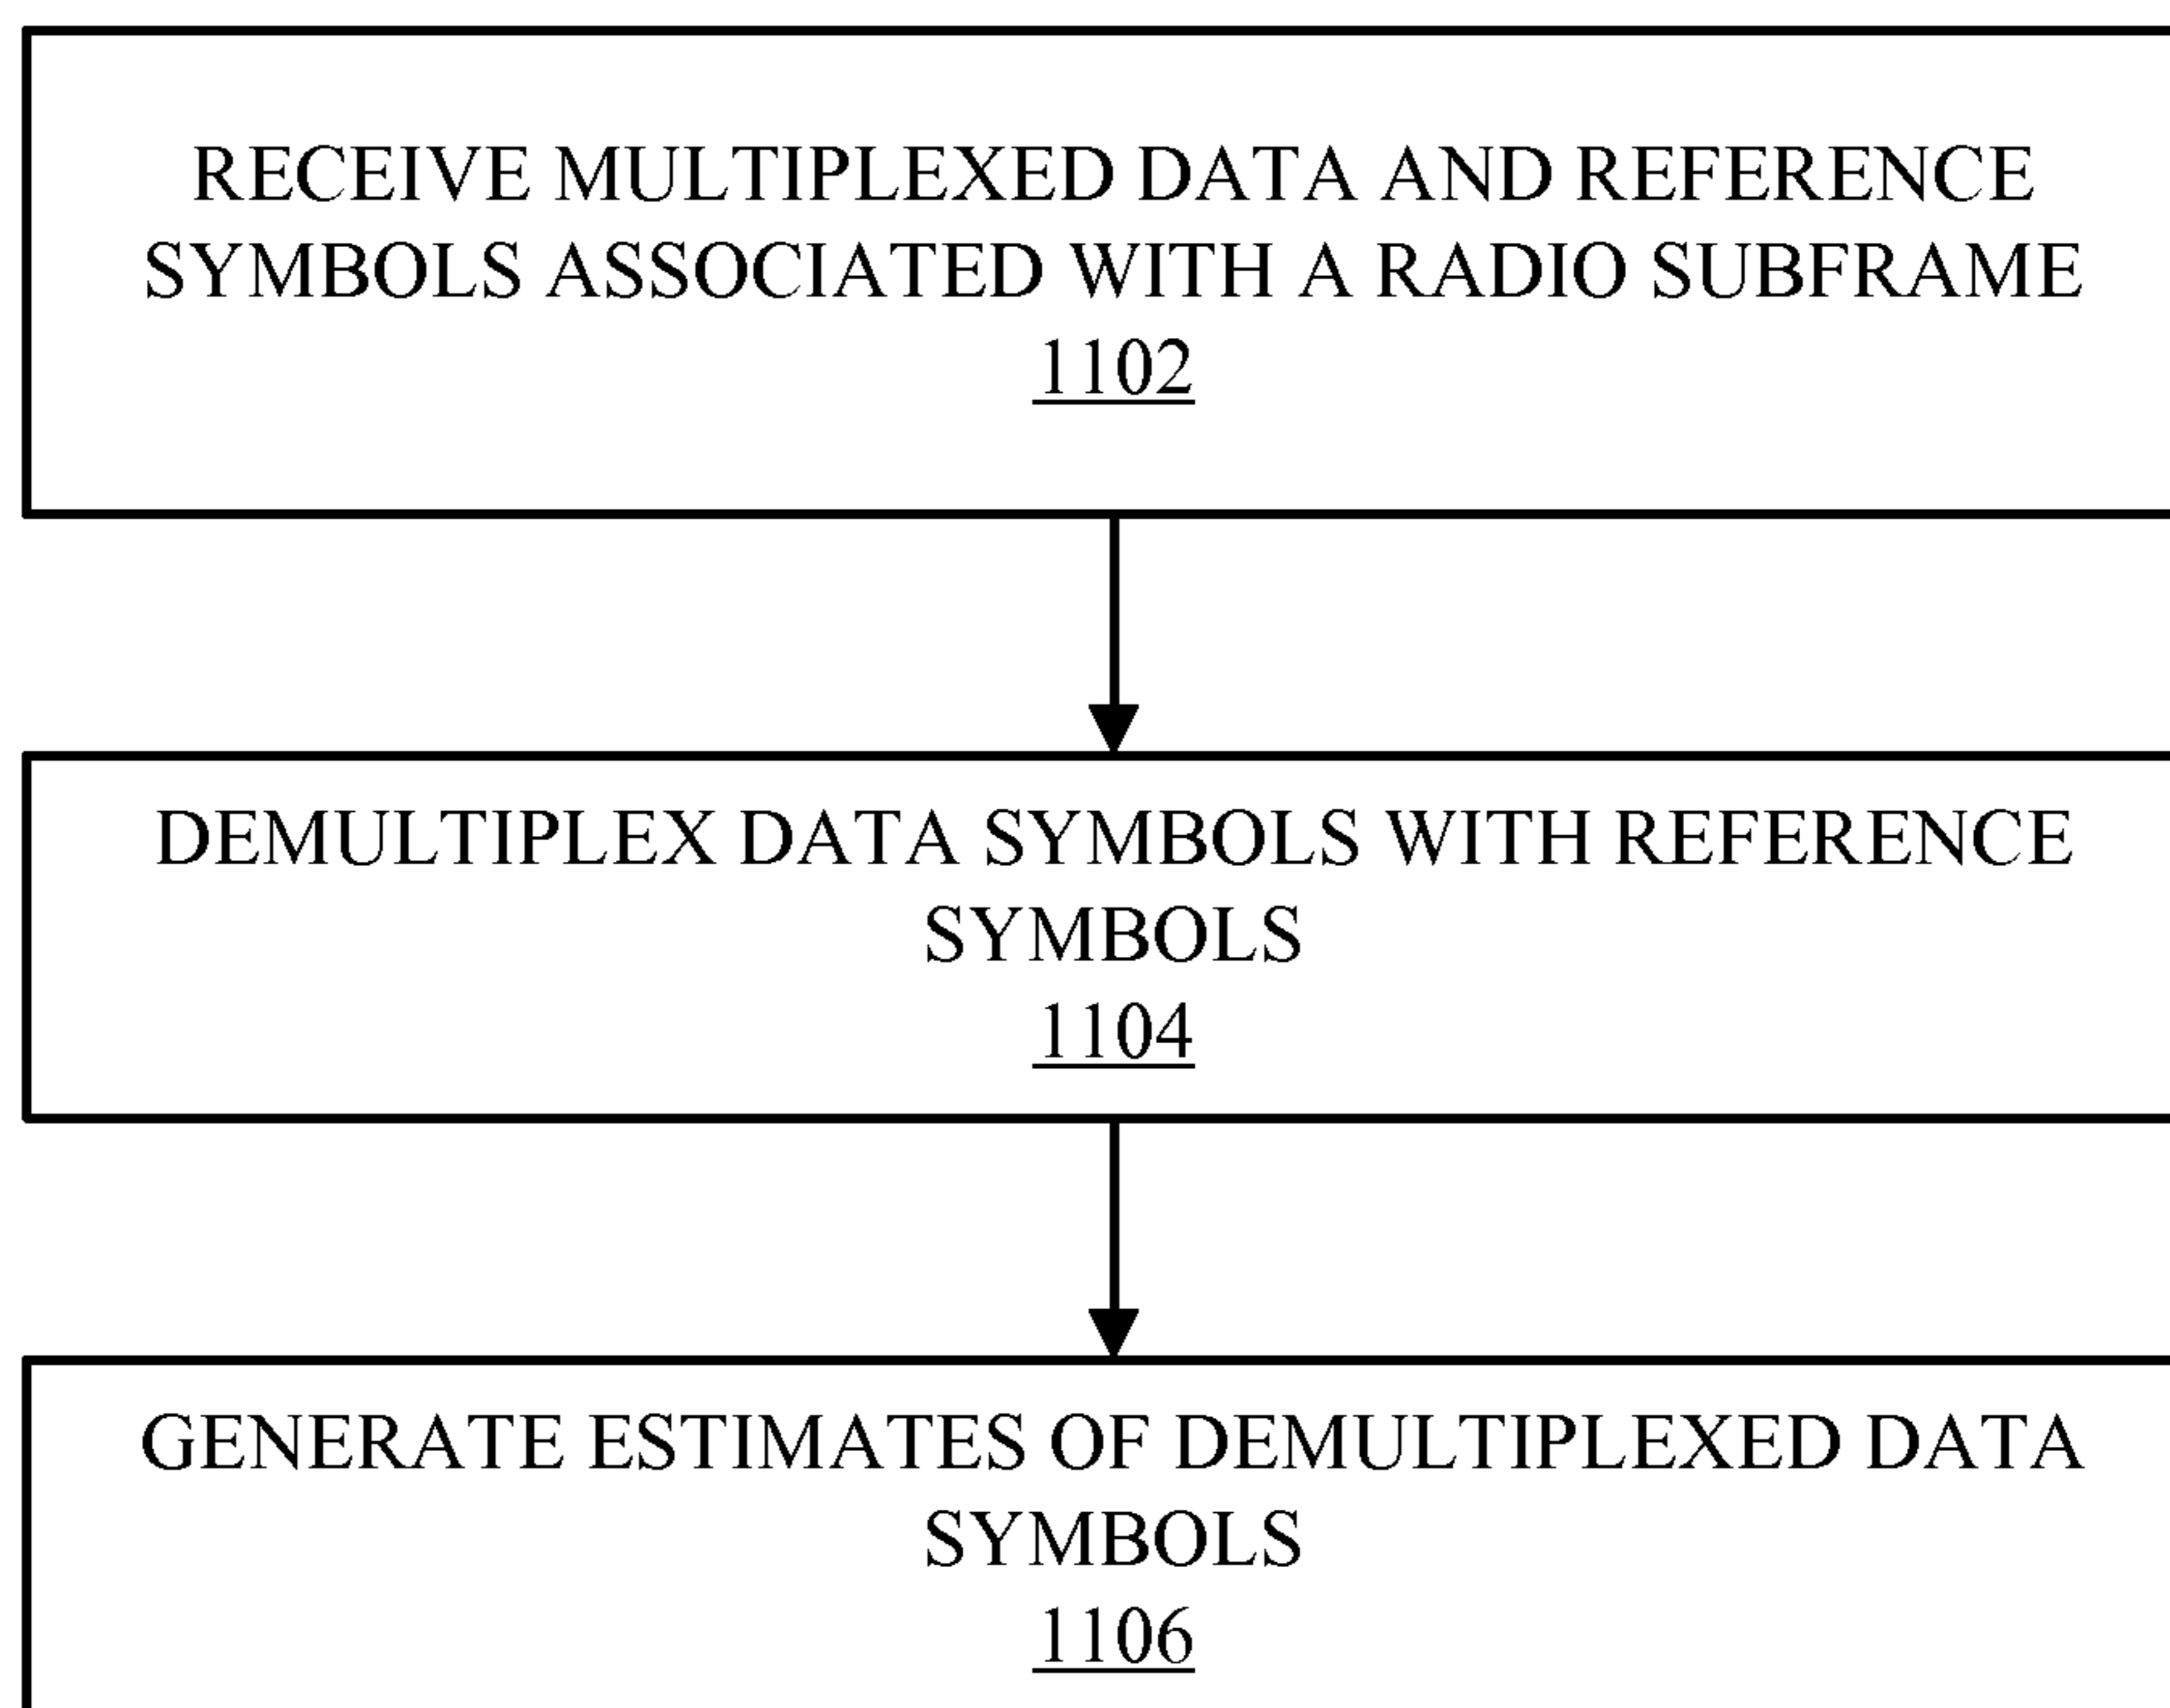 RECEIVE MULTIPLEXED DATA AND REFERENCE
SYMBOLS ASSOCIATED WITH A RADIO SUBFRAME
1102
DEMULTIPLEX DATA SYMBOLS WITH REFERENCE
SYMBOLS
1104
GENERATE ESTIMATES OF DEMULTIPLEXED DATA
SYMBOLS
1106